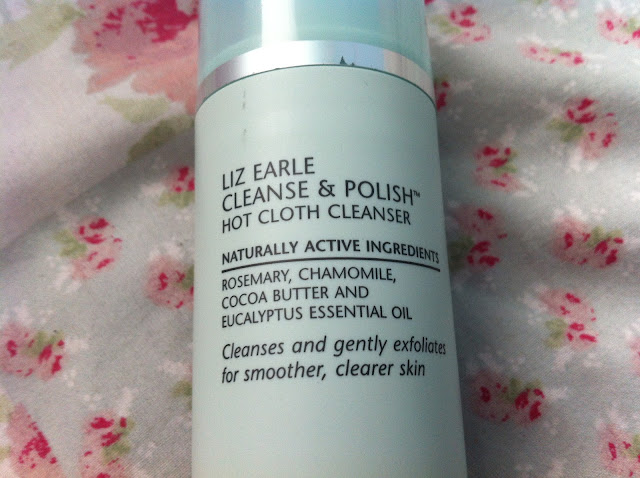 LIZ EARLE
CLEANSE & POLISH™
HOT CLOTH CLEANSER
NATURALLY ACTIVE INGREDIENTS
ROSEMARY, CHAMOMILE,
COCOA BUTTER AND
EUCALYPTUS ESSENTIAL OIL
Cleanses and gently exfoliates
for smoother, clearer skin